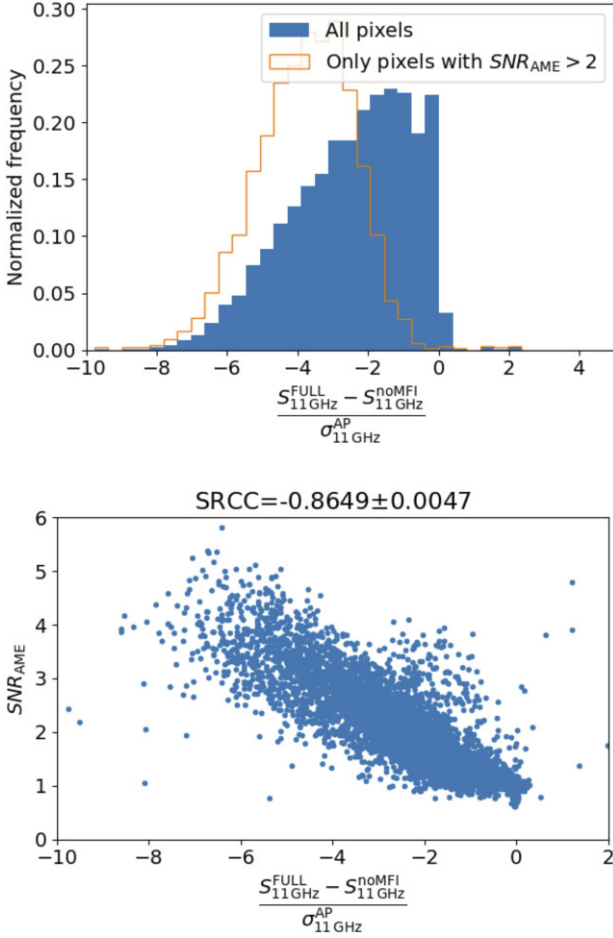 0.30
0.25
0.20
0.15
0.10
0.05
0.00
Normalized frequency
All pixels
Only pixels with SNR_AME > 2
−10 −8 −6 −4 −2 0 2 4
S^FULL_11 GHz − S^noMFI_11 GHz
σ^AP_11 GHz
SRCC=-0.8649±0.0047
6
5
4
3
2
1
0
SNR_AME
−10 −8 −6 −4 −2 0 2
S^FULL_11 GHz − S^noMFI_11 GHz
σ^AP_11 GHz